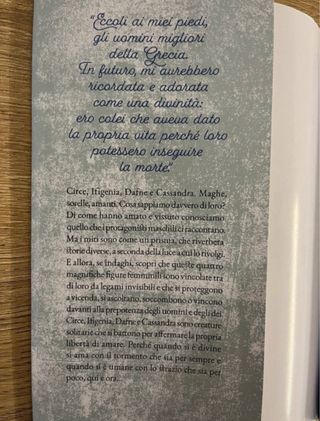 "Eccoli ai miei piedi,
gli uomini migliori
della Grecia.
In futuro, mi avrebbero
ricordata e adorata
come una divinità:
ero colei che aveva dato
la propria vita perché loro
potessero inseguire
la morte."
Circe, Ifigenia, Dafne e Cassandra. Maghe,
sorelle, amanti. Cosa sappiamo davvero di loro?
Di come hanno amato e vissuto conosciamo
quello che i protagonisti maschili ci raccontano.
Ma i miti sono come un prisma, che riverbera
storie diverse, a seconda della luce a cui lo rivolgi.
E allora, se indaghi, scopri che queste quattro
magnifiche figure femminili sono vincolate tra
di loro da legami invisibili e che si proteggono
a vicenda, si ascoltano, soccombono o vincono
davanti alla prepotenza degli uomini e degli dei.
Circe, Ifigenia, Dafne e Cassandra sono creature
solitarie che si battono per affermare la propria
libertà di amare. Perché quando si è divine
si ama con il tormento che sia per sempre e
quando si è umane con lo strazio che sia per
poco, qui e ora.